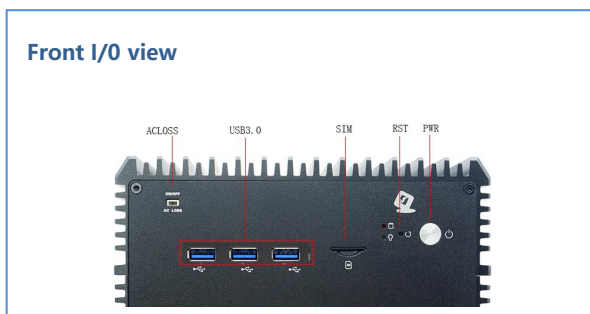 Front I/0 view
ACLOSS
USB3.0
SIM
RST
PWR
ON/OFF
AC LOSS